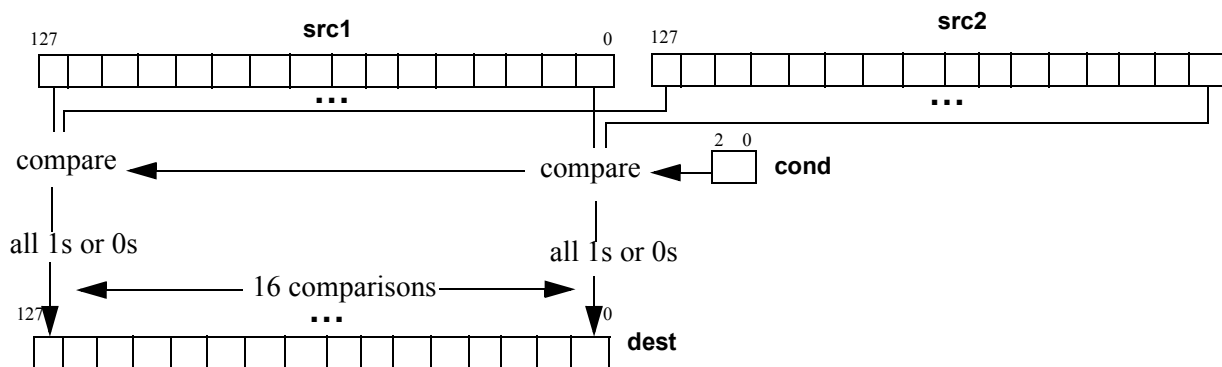 src1
src2
127 0 127
...
...
2 0
compare compare cond
all 1s or 0s all 1s or 0s
16 comparisons
127 ... 0
dest